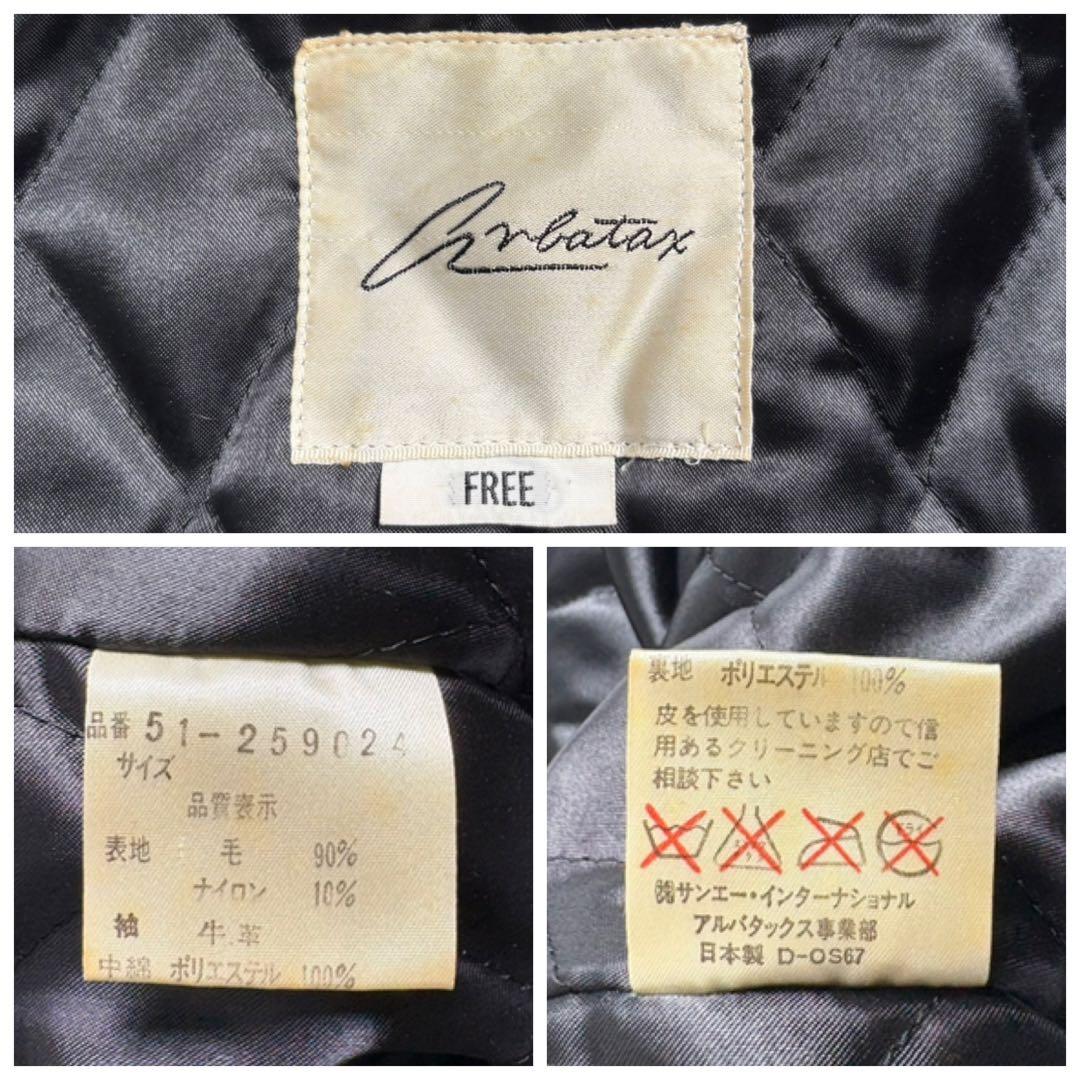 Arbatax
FREE
品番 51-259024
サイズ
品質表示
表地 毛 90%
ナイロン 10%
袖 牛革
中綿 ポリエステル 100%
裏地 ポリエステル 100%
皮を使用していますので信
用あるクリーニング店でご
相談下さい
ドライ
㈱サンエー・インターナショナル
アルバタックス事業部
日本製 D-OS67